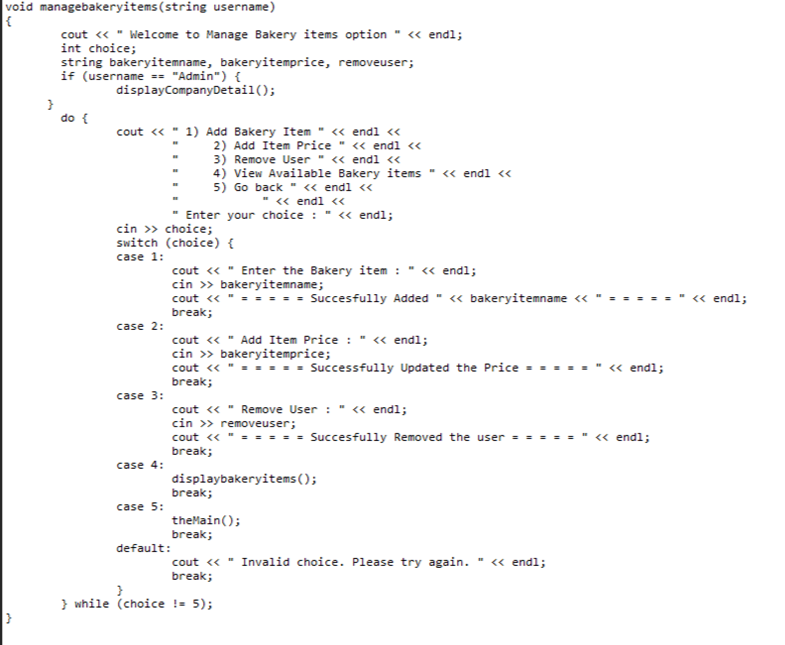 void managebakeryitems(string username)
{
cout << " Welcome to Manage Bakery items option " << endl;
int choice;
string bakeryitemname, bakeryitemprice, removeuser;
if (username == "Admin") {
displayCompanyDetail();
}
do {
cout << " 1) Add Bakery Item " << endl <<
"     2) Add Item Price " << endl <<
"     3) Remove User " << endl <<
"     4) View Available Bakery items " << endl <<
"     5) Go back " << endl <<
"            " << endl <<
" Enter your choice : " << endl;
cin >> choice;
switch (choice) {
case 1:
cout << " Enter the Bakery item : " << endl;
cin >> bakeryitemname;
cout << " = = = = = Succesfully Added " << bakeryitemname << " = = = = = " << endl;
break;
case 2:
cout << " Add Item Price : " << endl;
cin >> bakeryitemprice;
cout << " = = = = = Successfully Updated the Price = = = = = " << endl;
break;
case 3:
cout << " Remove User : " << endl;
cin >> removeuser;
cout << " = = = = = Succesfully Removed the user = = = = = " << endl;
break;
case 4:
displaybakeryitems();
break;
case 5:
theMain();
break;
default:
cout << " Invalid choice. Please try again. " << endl;
break;
}
} while (choice != 5);
}